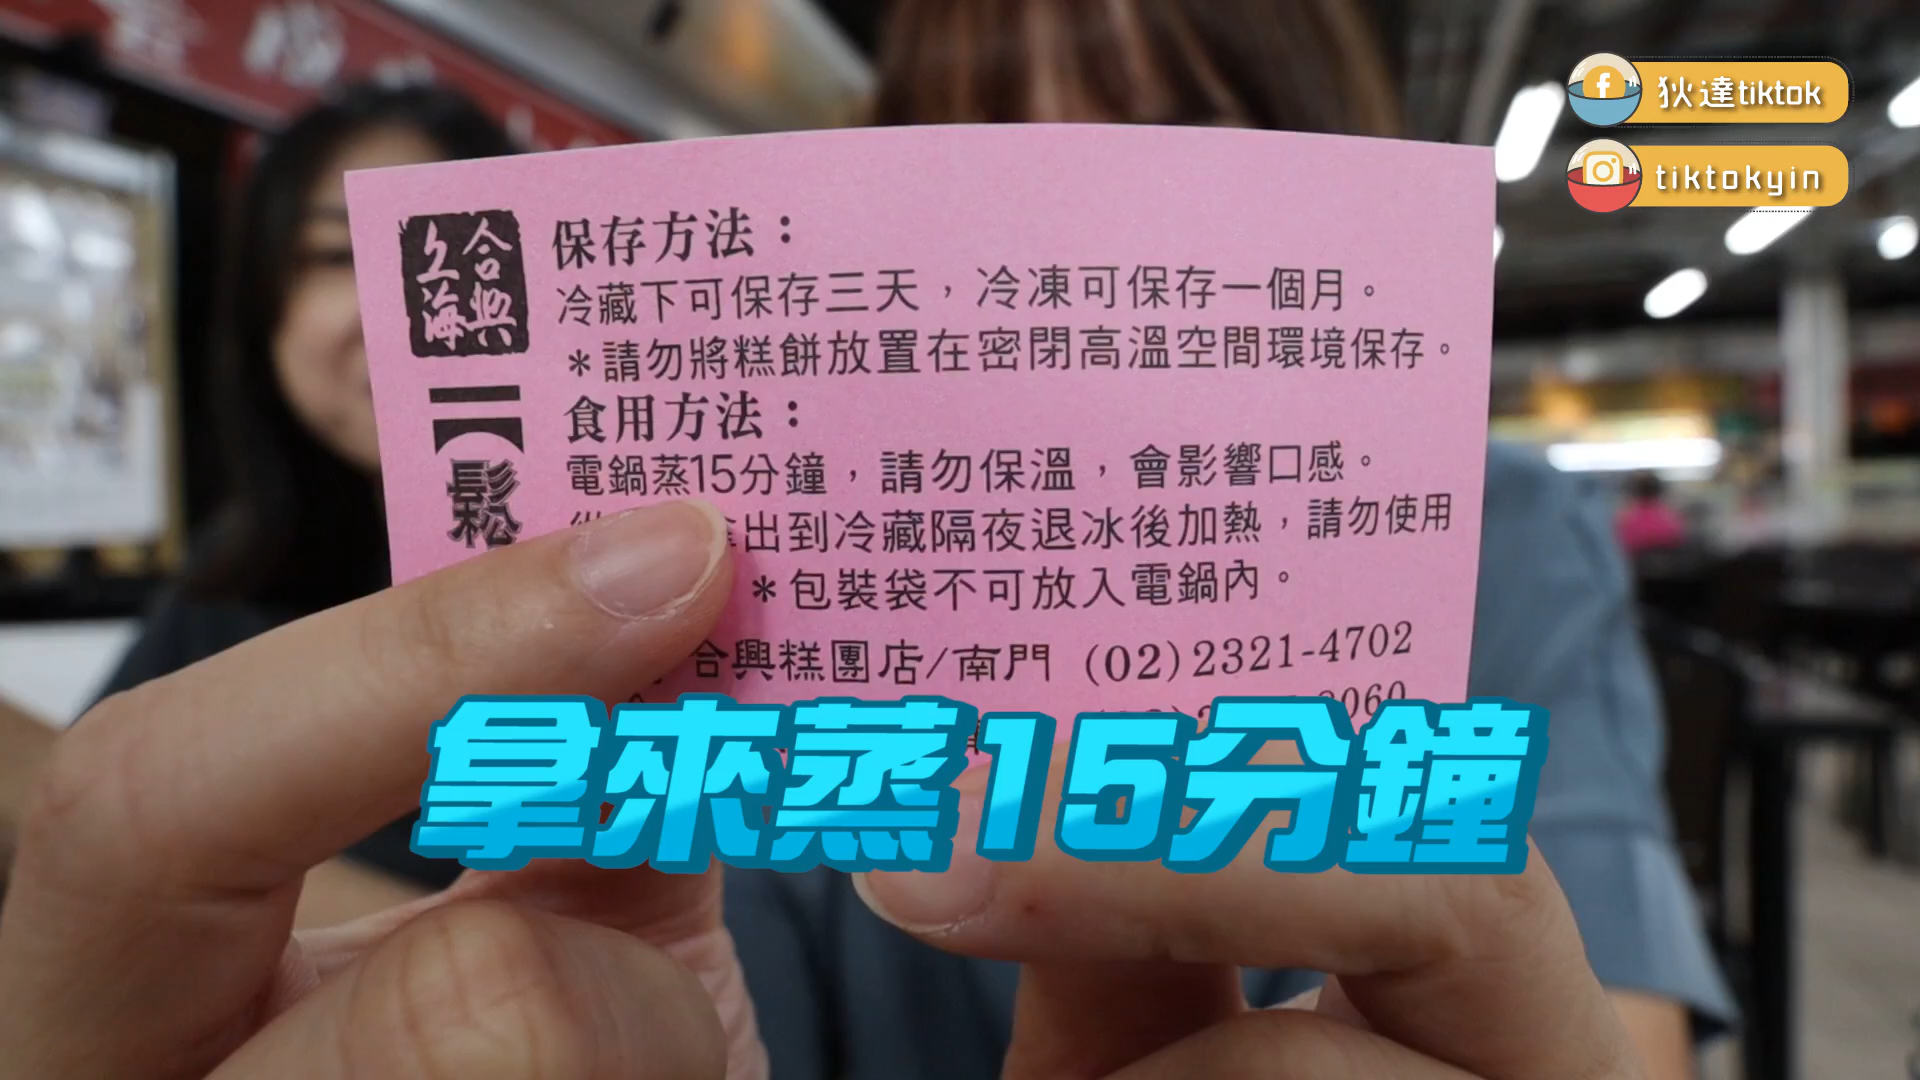 狄達tiktok
tiktokyin
合興
上海
【鬆
保存方法：
冷藏下可保存三天，冷凍可保存一個月。
＊請勿將糕餅放置在密閉高溫空間環境保存。
食用方法：
電鍋蒸15分鐘，請勿保溫，會影響口感。
出到冷藏隔夜退冰後加熱，請勿使用
＊包裝袋不可放入電鍋內。
合興糕團店/南門 (02)2321-4702
拿來蒸15分鐘